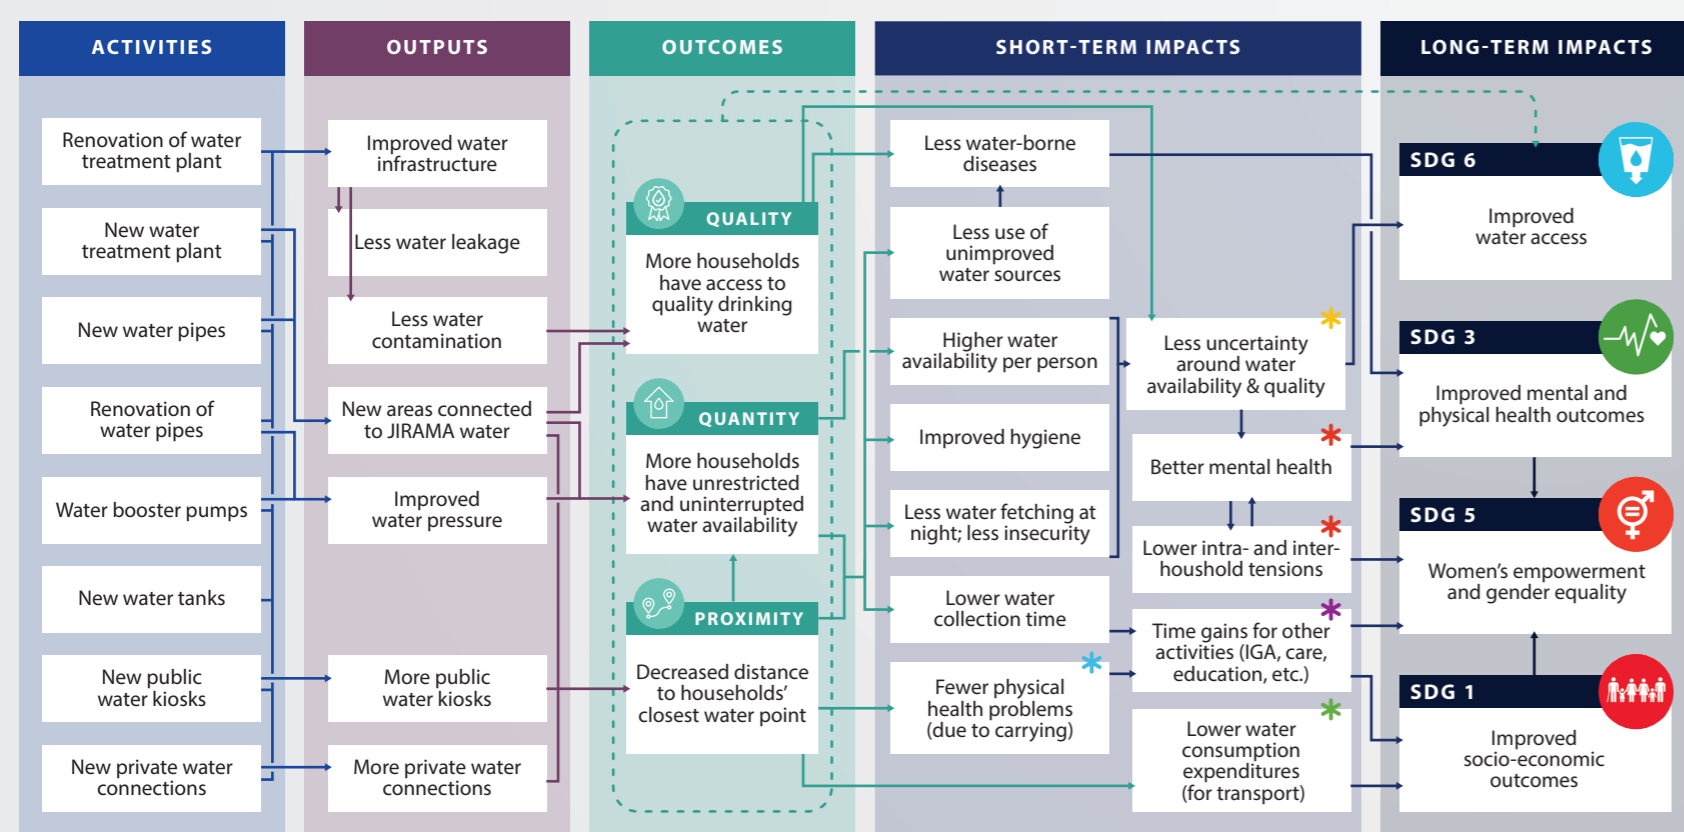 ACTIVITIES
Renovation of water
treatment plant
New water
treatment plant
New water pipes
Renovation of
water pipes
Water booster pumps
New water tanks
New public
water kiosks
New private water
connections
OUTPUTS
Improved water
infrastructure
Less water leakage
Less water
contamination
New areas connected
to JIRAMA water
Improved
water pressure
More public
water kiosks
More private water
connections
OUTCOMES
QUALITY
More households
have access to
quality drinking
water
QUANTITY
More households
have unrestricted
and uninterrupted
water availability
PROXIMITY
Decreased distance
to households’
closest water point
SHORT-TERM IMPACTS
Less water-borne
diseases
Less use of
unimproved
water sources
Higher water
availability per person
Improved hygiene
Less water fetching at
night; less insecurity
Lower water
collection time
Fewer physical
health problems
(due to carrying)
Less uncertainty
around water
availability & quality
Better mental health
Lower intra- and inter-
houshold tensions
Time gains for other
activities (IGA, care,
education, etc.)
Lower water
consumption
expenditures
(for transport)
LONG-TERM IMPACTS
SDG 6
Improved
water access
SDG 3
Improved mental and
physical health outcomes
SDG 5
Women’s empowerment
and gender equality
SDG 1
Improved
socio-economic
outcomes